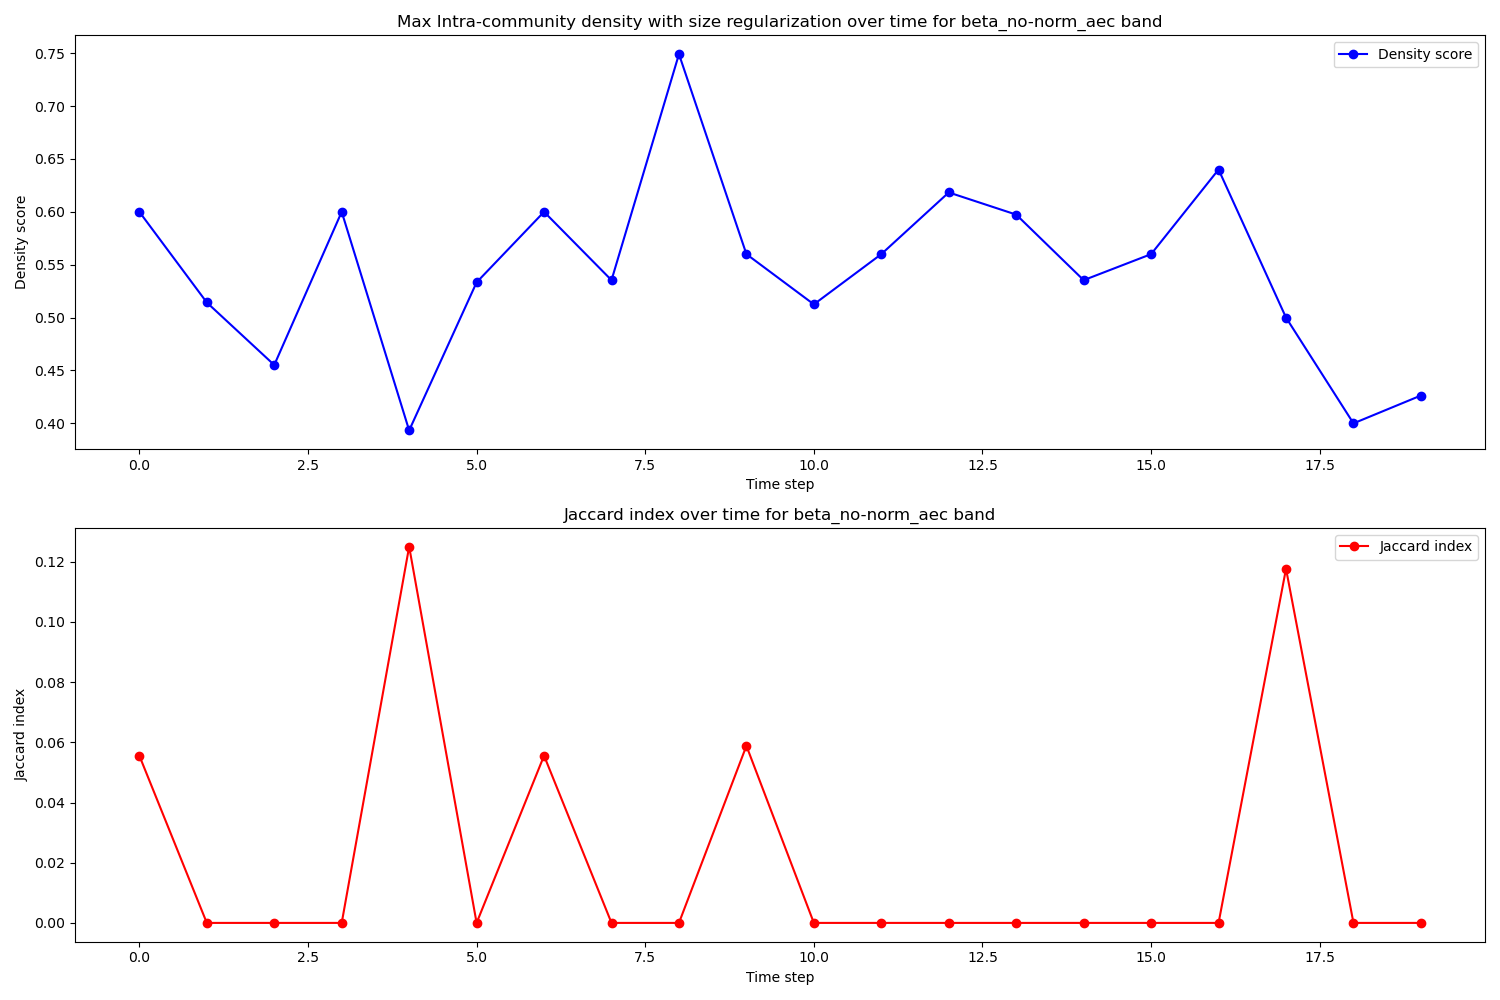 Max Intra-community density with size regularization over time for beta_no-norm_aec band
Density score
0.75
0.70
0.65
0.60
0.55
0.50
0.45
0.40
Density score
0.0 2.5 5.0 7.5 10.0 12.5 15.0 17.5
Time step
Jaccard index over time for beta_no-norm_aec band
Jaccard index
0.12
0.10
0.08
0.06
0.04
0.02
0.00
Jaccard index
0.0 2.5 5.0 7.5 10.0 12.5 15.0 17.5
Time step